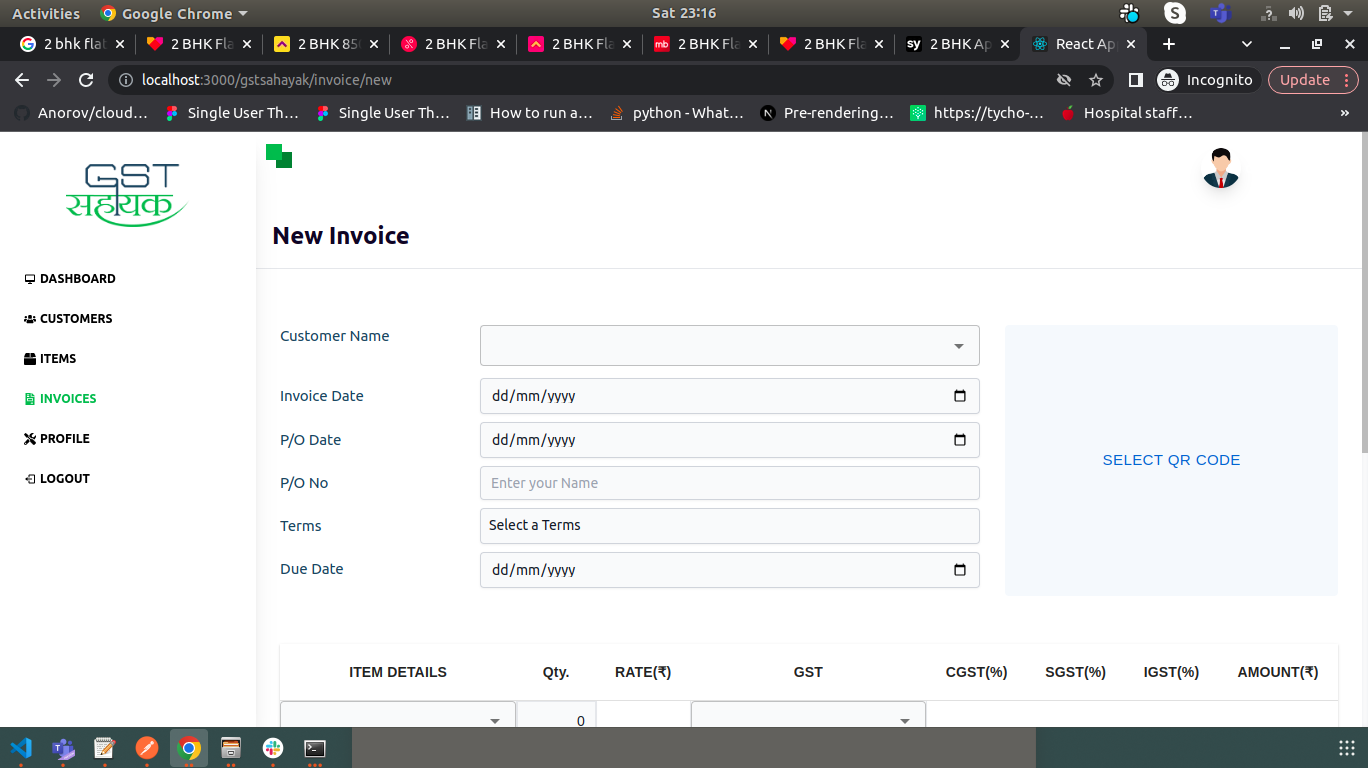 Activities Google Chrome Sat 23:16
2 bhk flat 2 BHK Fla 2 BHK 850 2 BHK Fla 2 BHK Fla mb 2 BHK Fla 2 BHK Fla sy 2 BHK Ap React Ap
localhost:3000/gstsahayak/invoice/new Incognito Update
Anorov/cloud... Single User Th... Single User Th... How to run a... python - What... Pre-rendering... https://tycho-... Hospital staff... »
GST
सहायक
New Invoice
DASHBOARD
CUSTOMERS
ITEMS
INVOICES
PROFILE
LOGOUT
Customer Name
Invoice Date dd/mm/yyyy
P/O Date dd/mm/yyyy
P/O No Enter your Name
Terms Select a Terms
Due Date dd/mm/yyyy
SELECT QR CODE
ITEM DETAILS Qty. RATE(₹) GST CGST(%) SGST(%) IGST(%) AMOUNT(₹)
0